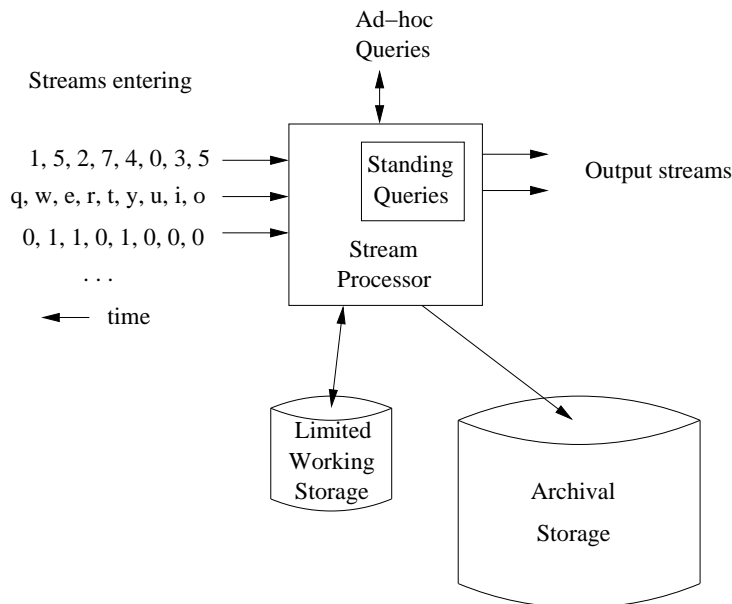 Ad-hoc
Queries
Streams entering
1, 5, 2, 7, 4, 0, 3, 5
q, w, e, r, t, y, u, i, o
0, 1, 1, 0, 1, 0, 0, 0
. . .
time
Standing
Queries
Stream
Processor
Output streams
Limited
Working
Storage
Archival
Storage